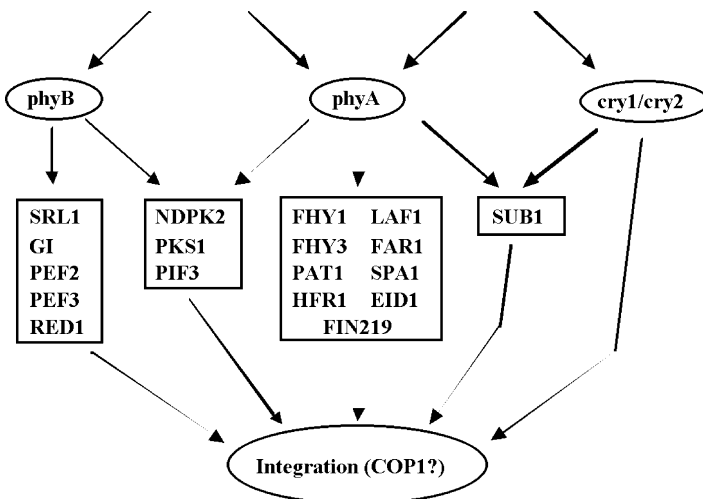 phyB
phyA
cry1/cry2
SRL1
GI
PEF2
PEF3
RED1
NDPK2
PKS1
PIF3
FHY1 LAF1
FHY3 FAR1
PAT1 SPA1
HFR1 EID1
FIN219
SUB1
Integration (COP1?)